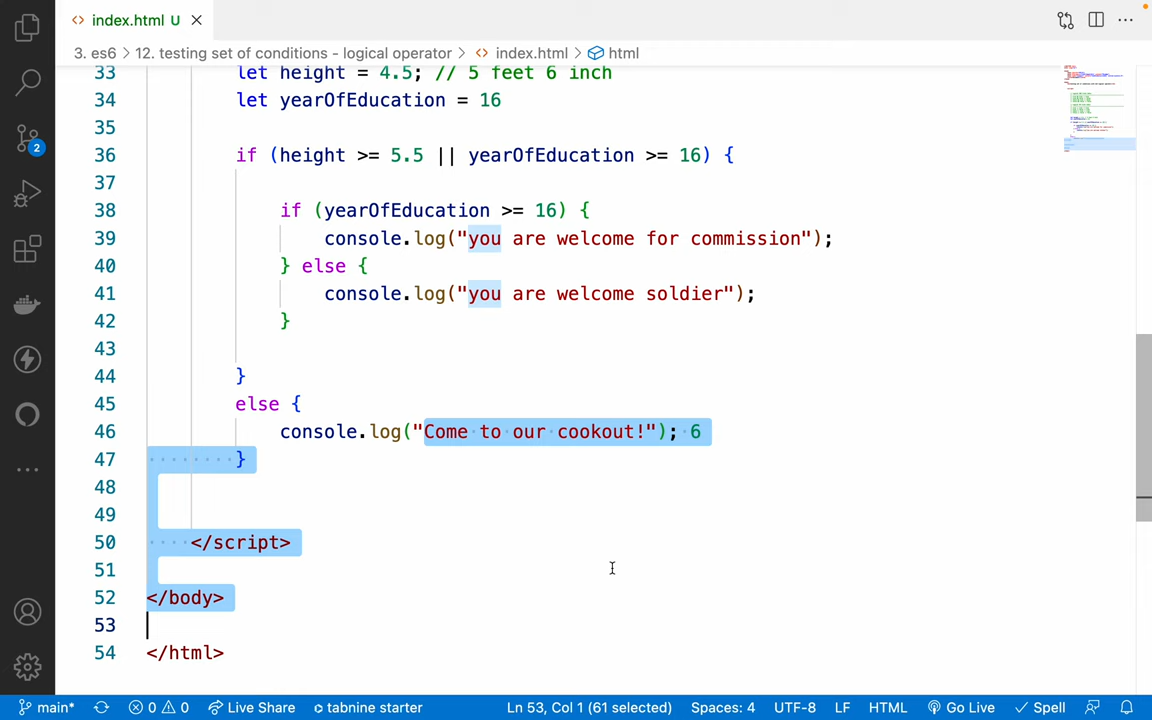 index.html U
3. es6 > 12. testing set of conditions - logical operator > index.html > html
33 let height = 4.5; // 5 feet 6 inch
34 let yearOfEducation = 16
35
36 if (height >= 5.5 || yearOfEducation >= 16) {
37
38 if (yearOfEducation >= 16) {
39 console.log("you are welcome for commission");
40 } else {
41 console.log("you are welcome soldier");
42 }
43
44 }
45 else {
46 console.log("Come to our cookout!"); 6
47 }
48
49
50 </script>
51
52 </body>
53
54 </html>
2
main* 0 0 Live Share tabnine starter Ln 53, Col 1 (61 selected) Spaces: 4 UTF-8 LF HTML Go Live Spell